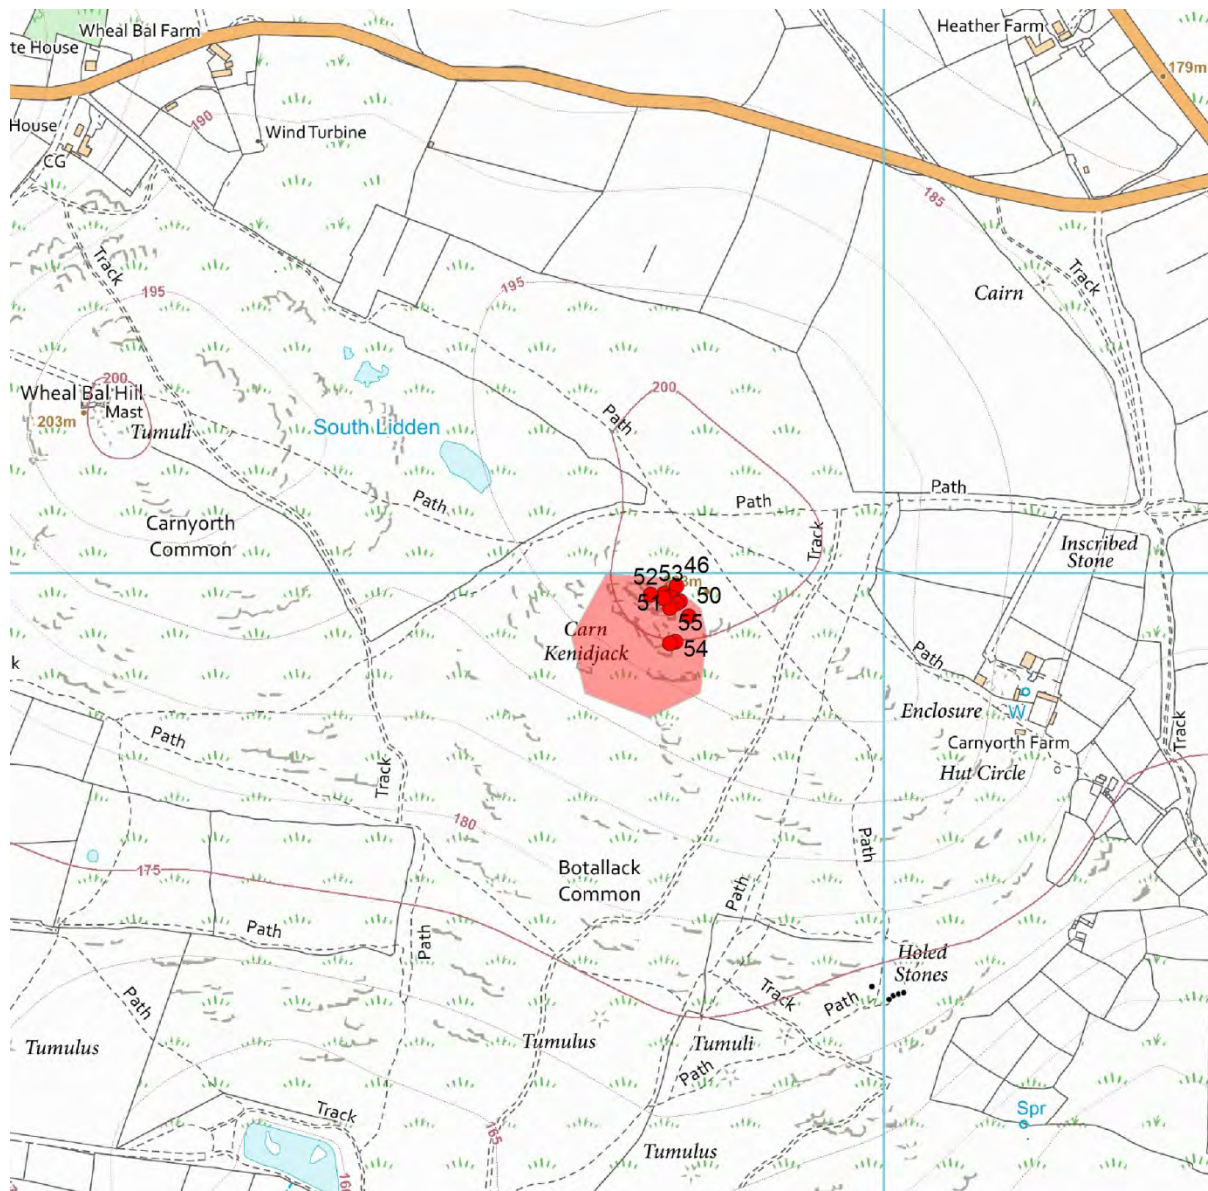 Wheal Bal Farm
te House
Heather Farm
179m
House
190
Wind Turbine
CG
185
Track
Track
195
195
Cairn
200
200
Wheal Bal Hill
Mast
203m
Tumuli
Path
South Lidden
Path
Path
Path
Carnyorth
Common
Track
Inscribed
Stone
46
52
53
3m
50
51
55
Carn
Kenidjack
54
k
Path
W
Enclosure
Path
Carnyorth Farm
Track
Hut Circle
Track
180
Path
175
Botallack
Common
Path
Path
Path
Holed
Stones
Track
Path
Path
Tumulus
Tumulus
Tumuli
Path
Track
Spr
165
Tumulus